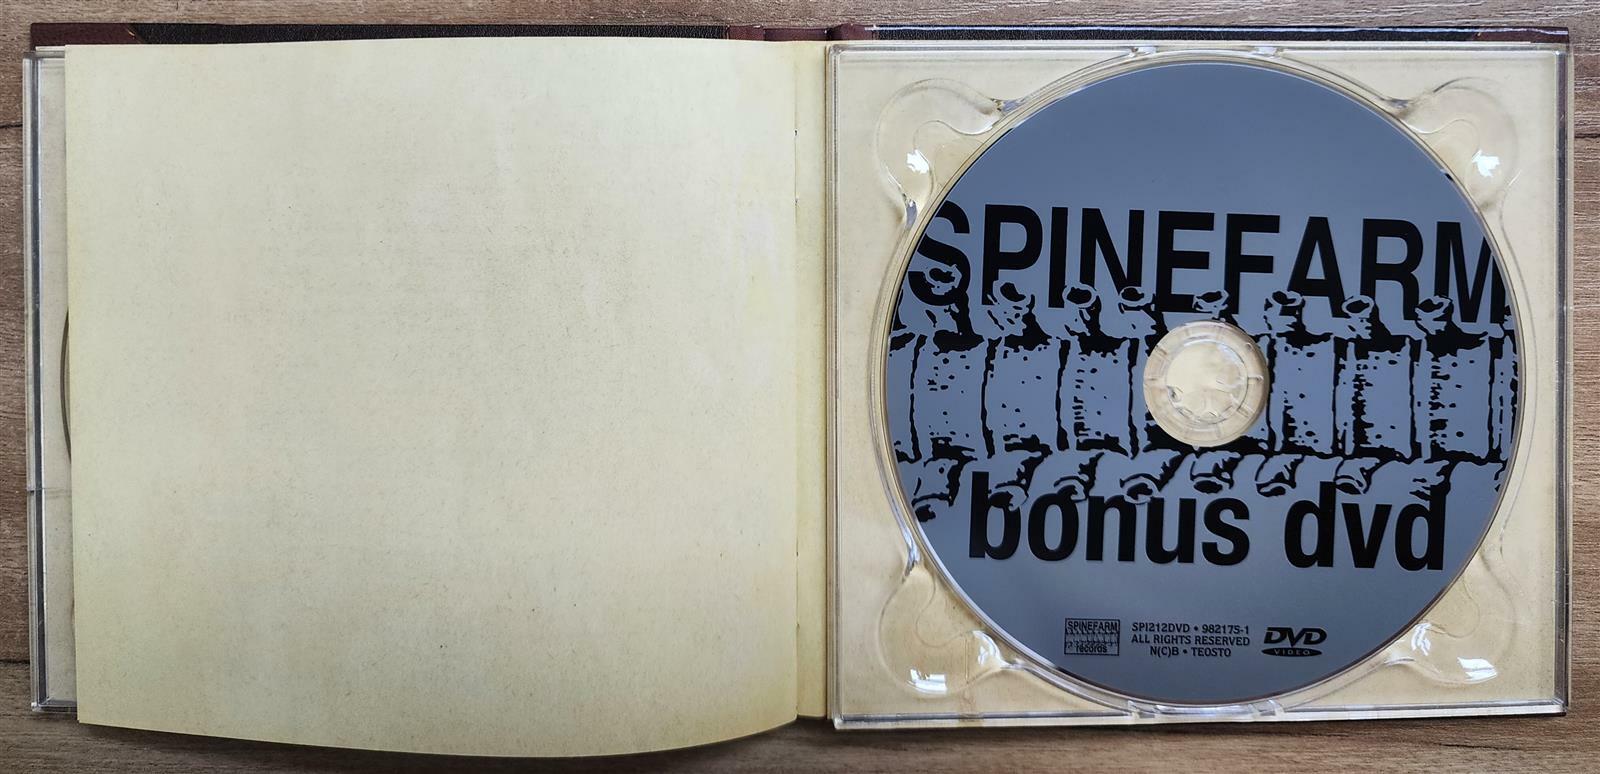 SPINEFARM
bonus dvd
SPINEFARM
records
SPI212DVD • 982175-1
ALL RIGHTS RESERVED
N(C)B • TEOSTO
DVD
VIDEO